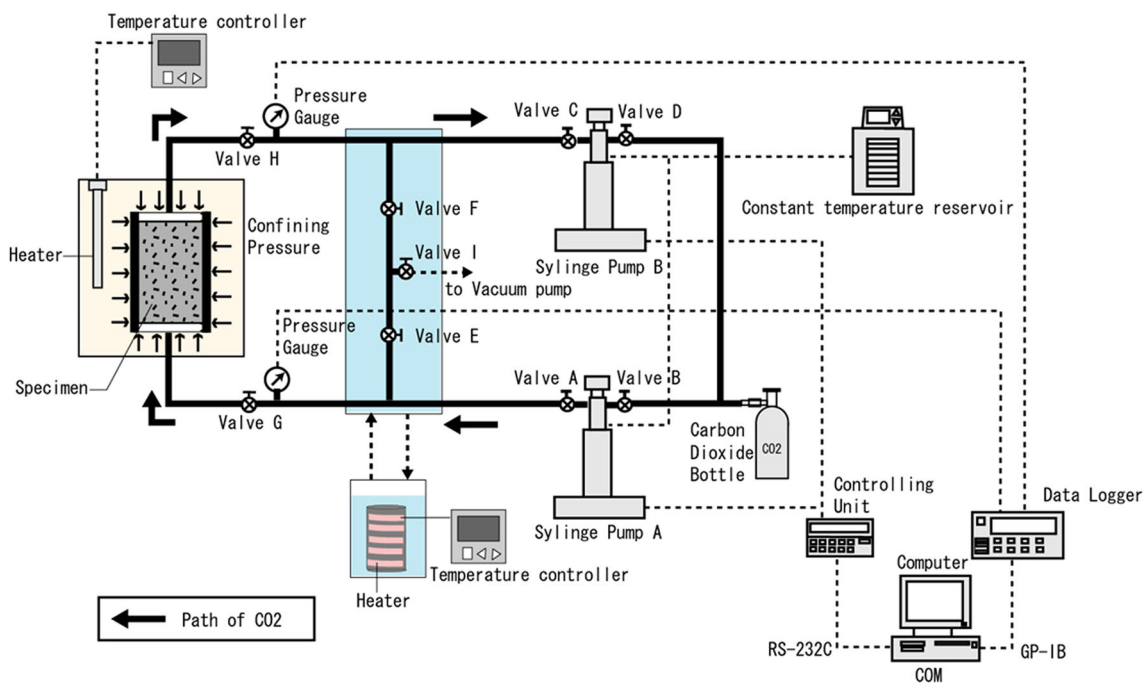 Temperature controller
Pressure
Gauge
Valve H
Valve C
Valve D
Valve F
Confining
Pressure
Heater
Valve I
to Vacuum pump
Constant temperature reservoir
Sylinge Pump B
Pressure
Gauge
Valve E
Specimen
Valve G
Valve A
Valve B
Carbon
Dioxide
Bottle
CO2
Sylinge Pump A
Controlling
Unit
Data Logger
Temperature controller
Heater
Computer
Path of CO2
RS-232C
GP-IB
COM